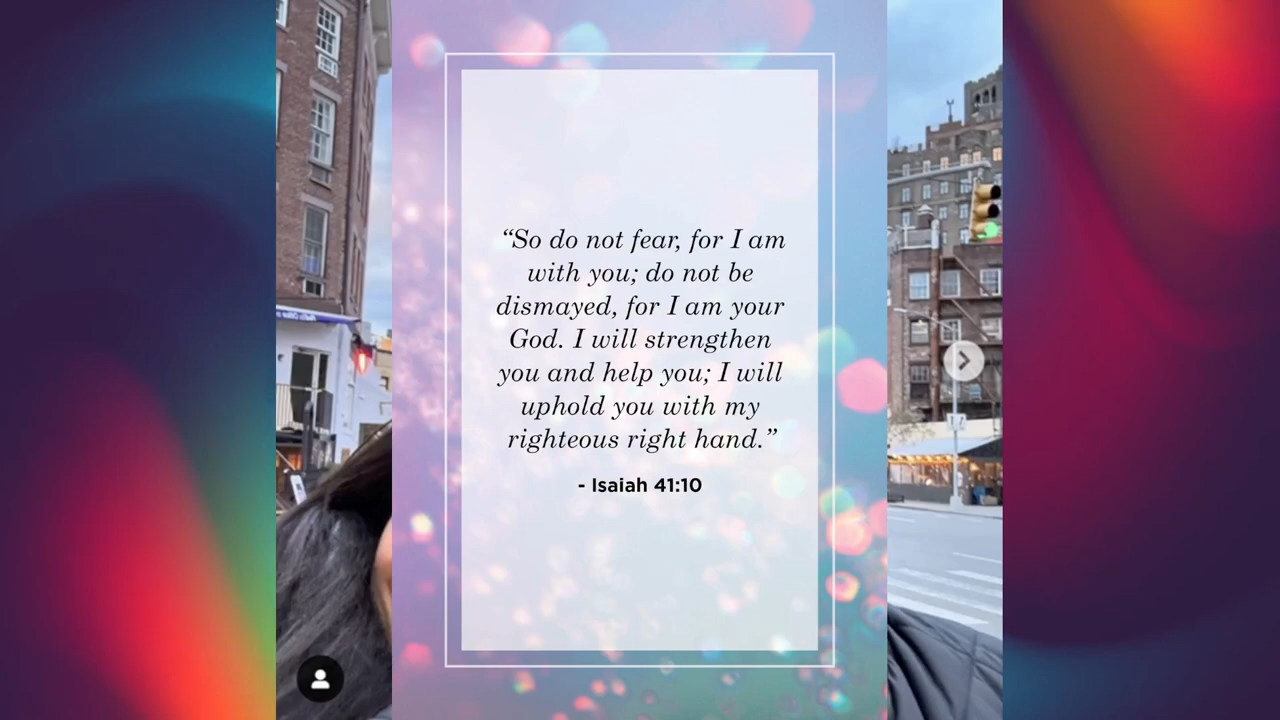 “So do not fear, for I am
with you; do not be
dismayed, for I am your
God. I will strengthen
you and help you; I will
uphold you with my
righteous right hand.”
- Isaiah 41:10